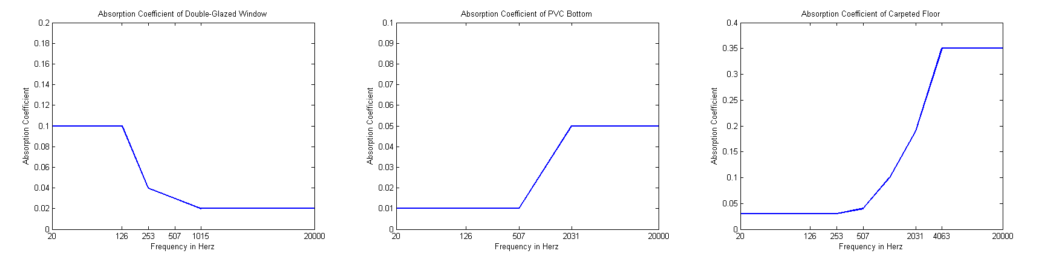 Absorption Coefficient of Double-Glazed Window
0.2
0.18
0.16
0.14
0.12
0.1
0.08
0.06
0.04
0.02
0
Absorption Coefficient
20 126 253 507 1015 20000
Frequency in Herz
Absorption Coefficient of PVC Bottom
0.1
0.09
0.08
0.07
0.06
0.05
0.04
0.03
0.02
0.01
0
Absorption Coefficient
20 126 507 2031 20000
Frequency in Herz
Absorption Coefficient of Carpeted Floor
0.4
0.35
0.3
0.25
0.2
0.15
0.1
0.05
0
Absorption Coefficient
20 126 253 507 2031 4063 20000
Frequency in Herz